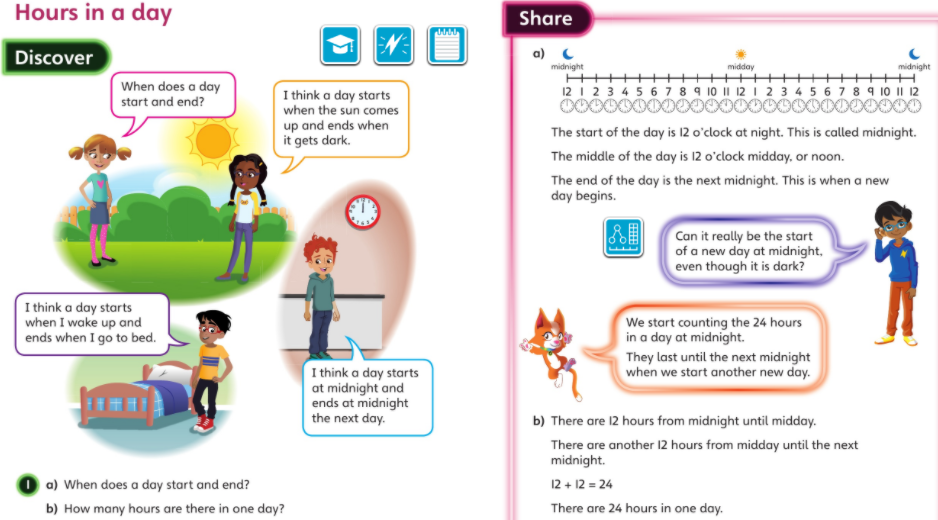 Hours in a day
Discover
When does a day
start and end?
I think a day starts
when the sun comes
up and ends when
it gets dark.
I think a day starts
when I wake up and
ends when I go to bed.
I think a day starts
at midnight and
ends at midnight
the next day.
1 a) When does a day start and end?
b) How many hours are there in one day?
Share
a)
midnight midday midnight
12 1 2 3 4 5 6 7 8 9 10 11 12 1 2 3 4 5 6 7 8 9 10 11 12
The start of the day is 12 o'clock at night. This is called midnight.
The middle of the day is 12 o'clock midday, or noon.
The end of the day is the next midnight. This is when a new
day begins.
Can it really be the start
of a new day at midnight,
even though it is dark?
We start counting the 24 hours
in a day at midnight.
They last until the next midnight
when we start another new day.
b) There are 12 hours from midnight until midday.
There are another 12 hours from midday until the next
midnight.
12 + 12 = 24
There are 24 hours in one day.